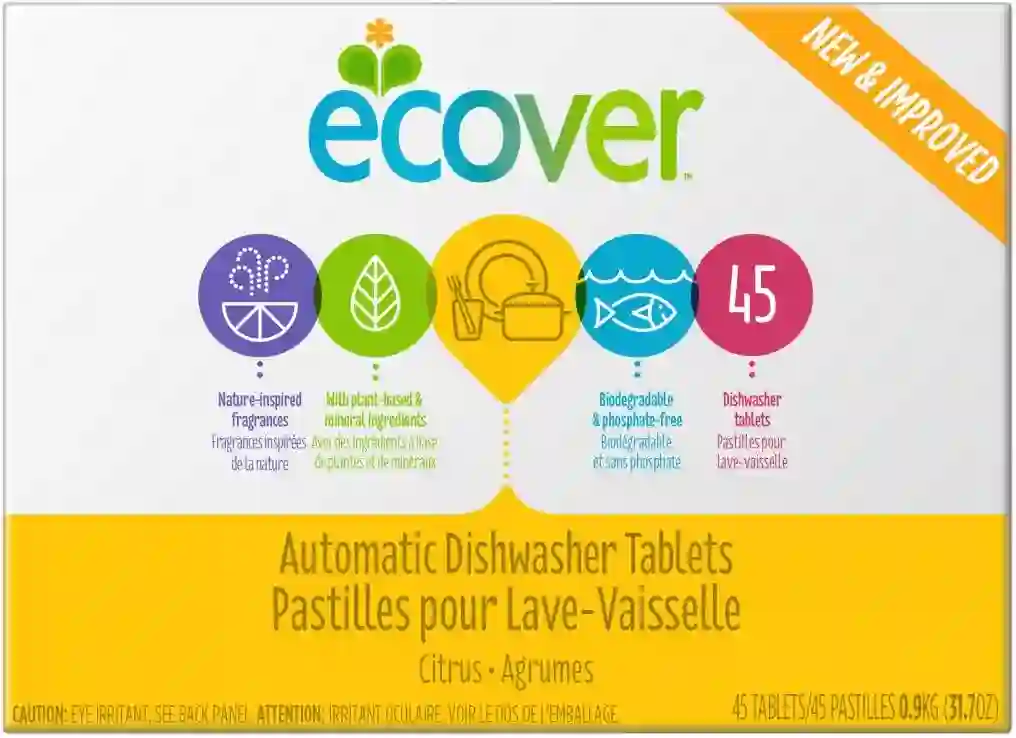 NEW & IMPROVED
ecover™
45
Nature-inspired
fragrances
Fragrances inspirées
de la nature
With plant-based &
mineral ingredients
Avec des ingrédients à base
de plantes et de minéraux
Biodegradable
& phosphate-free
Biodégradable
et sans phosphate
Dishwasher
tablets
Pastilles pour
lave-vaisselle
Automatic Dishwasher Tablets
Pastilles pour Lave-Vaisselle
Citrus • Agrumes
CAUTION: EYE IRRITANT, SEE BACK PANEL. ATTENTION: IRRITANT OCULAIRE. VOIR LE DOS DE L'EMBALLAGE.
45 TABLETS/45 PASTILLES 0.9KG (31.7OZ)